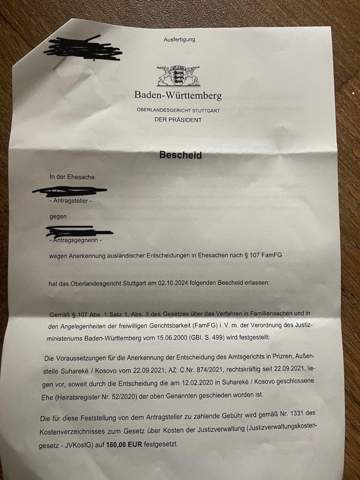 Ausfertigung
Baden-Württemberg
OBERLANDESGERICHT STUTTGART
DER PRÄSIDENT
Bescheid
In der Ehesache
- Antragsteller -
gegen
- Antragsgegnerin -
wegen Anerkennung ausländischer Entscheidungen in Ehesachen nach § 107 FamFG
hat das Oberlandesgericht Stuttgart am 02.10.2024 folgenden Bescheid erlassen:
Gemäß § 107 Abs. 1 Satz 1, Abs. 3 des Gesetzes über das Verfahren in Familiensachen und in
den Angelegenheiten der freiwilligen Gerichtsbarkeit (FamFG) i. V. m. der Verordnung des Justiz-
ministeriums Baden-Württemberg vom 15.06.2000 (GBl. S. 499) wird festgestellt:
Die Voraussetzungen für die Anerkennung der Entscheidung des Amtsgerichts in Prizren, Außen-
stelle Suharekë / Kosovo vom 22.09.2021, AZ: C.Nr. 874/2021, rechtskräftig seit 22.09.2021, lie-
gen vor, soweit durch die Entscheidung die am 12.02.2020 in Suharekë / Kosovo geschlossene
Ehe (Heiratsregister Nr. 52/2020) der oben Genannten geschieden worden ist.
Die für diese Feststellung von dem Antragsteller zu zahlende Gebühr wird gemäß Nr. 1331 des
Kostenverzeichnisses zum Gesetz über Kosten der Justizverwaltung (Justizverwaltungskosten-
gesetz - JVKostG) auf 160,00 EUR festgesetzt.